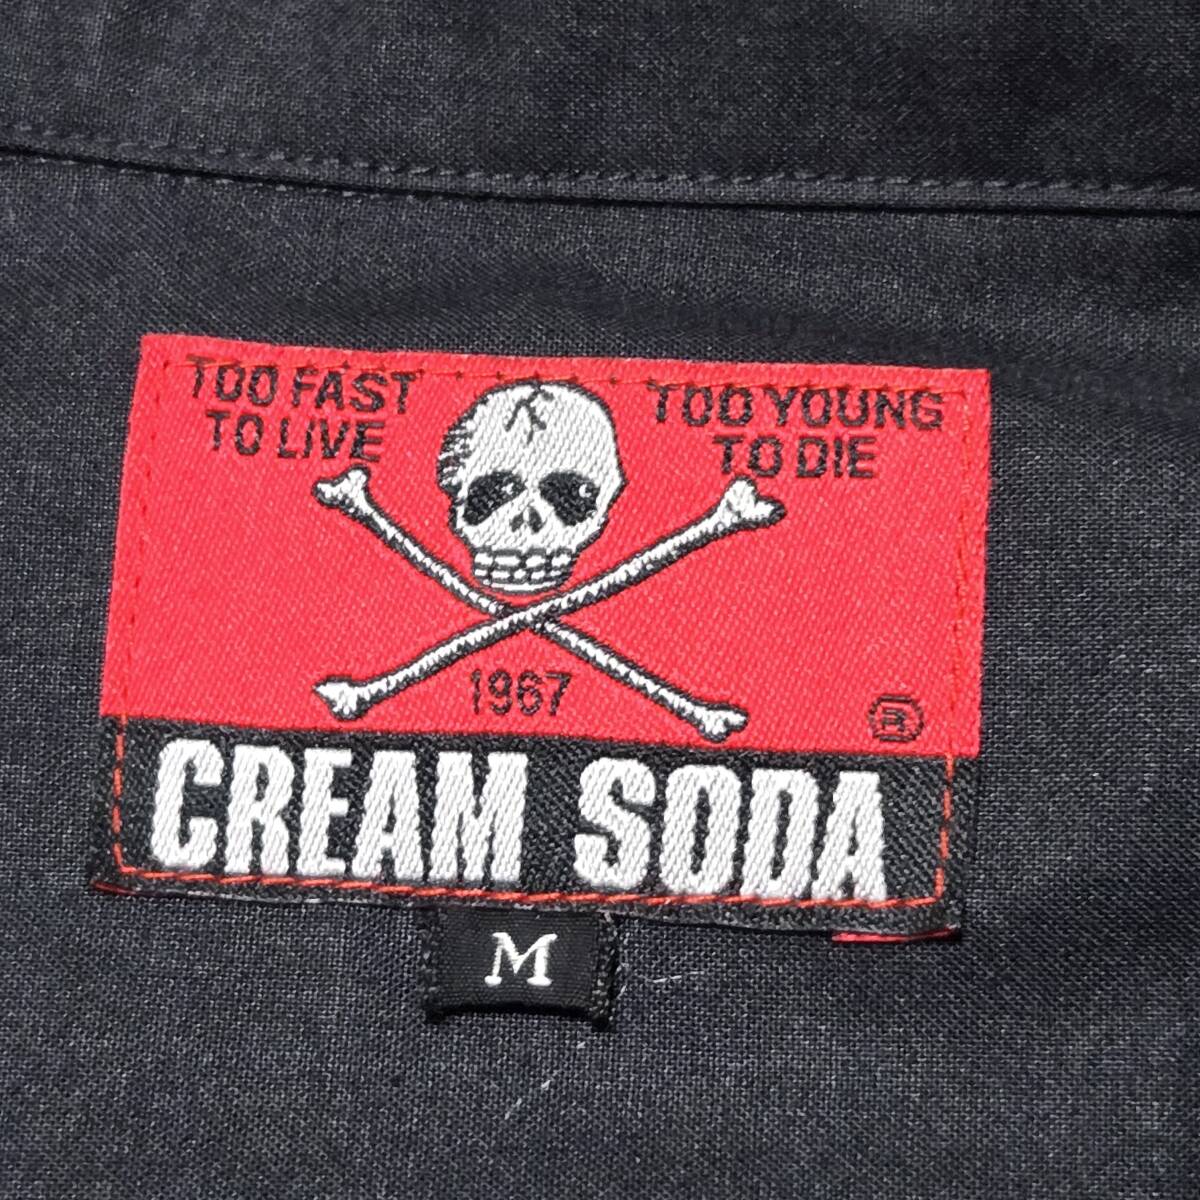 TOO FAST
TO LIVE
TOO YOUNG
TO DIE
1967
®
CREAM SODA
M